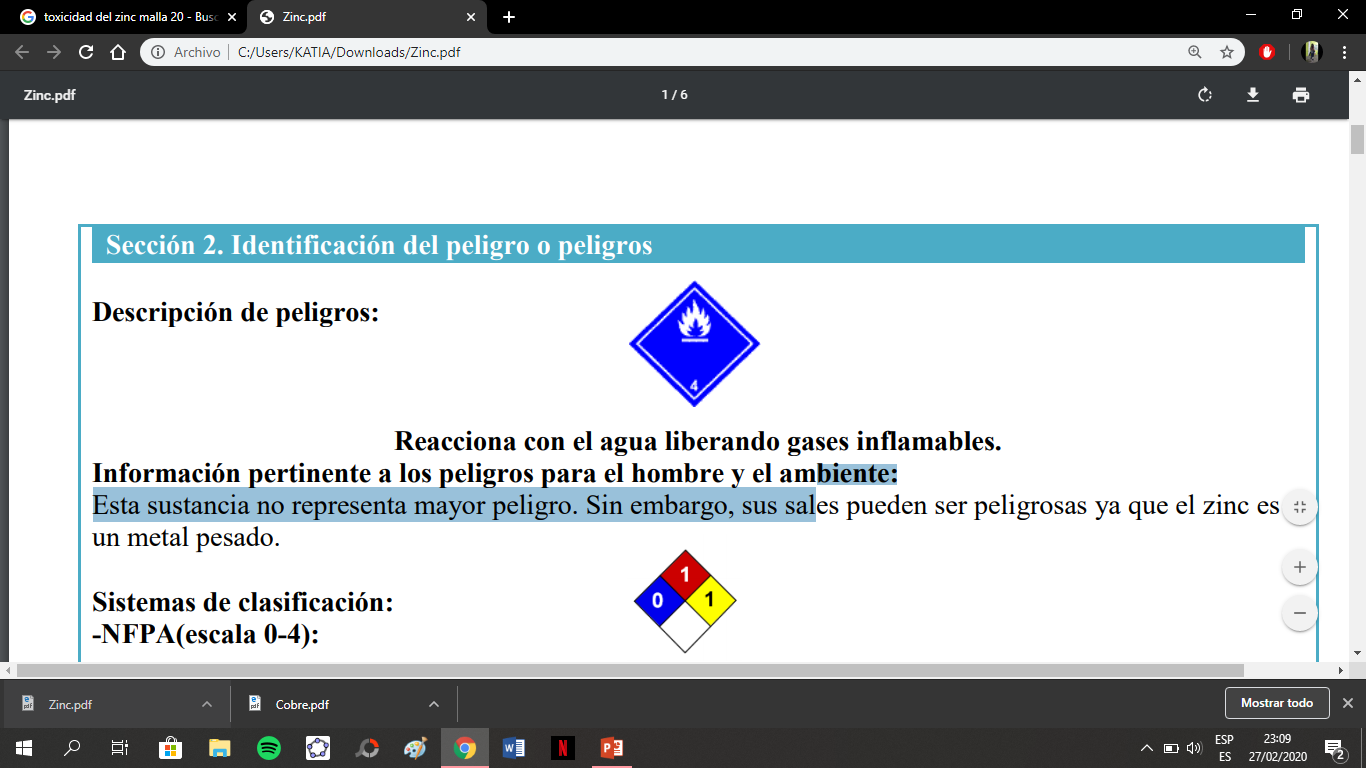 toxicidad del zinc malla 20 - Bus
Zinc.pdf
Archivo
C:/Users/KATIA/Downloads/Zinc.pdf
Zinc.pdf
1 / 6
Sección 2. Identificación del peligro o peligros
Descripción de peligros:
4
Reacciona con el agua liberando gases inflamables.
Información pertinente a los peligros para el hombre y el ambiente:
Esta sustancia no representa mayor peligro. Sin embargo, sus sales pueden ser peligrosas ya que el zinc es
un metal pesado.
Sistemas de clasificación:
-NFPA(escala 0-4):
1
0
1
Zinc.pdf
Cobre.pdf
Mostrar todo
ESP
ES
23:09
27/02/2020
2